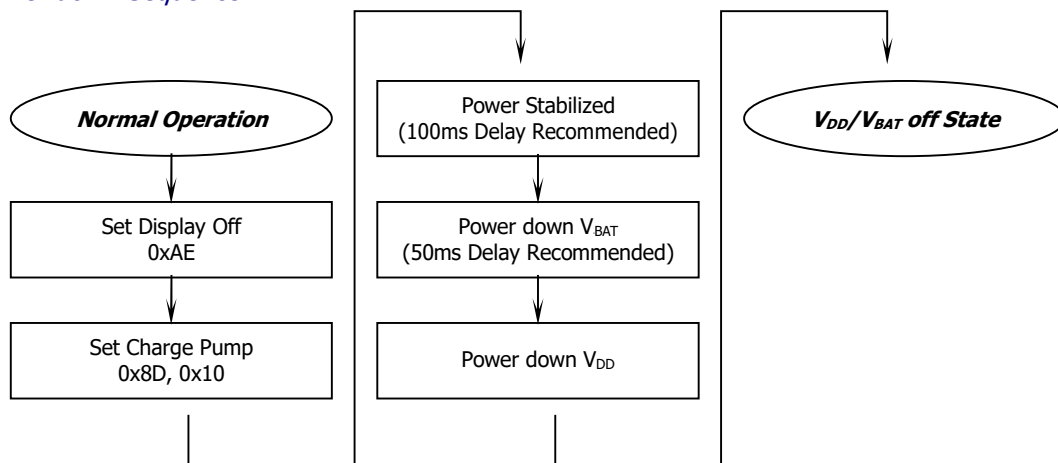 Normal Operation
Set Display Off
0xAE
Set Charge Pump
0x8D, 0x10
Power Stabilized
(100ms Delay Recommended)
Power down VBAT
(50ms Delay Recommended)
Power down VDD
VDD/VBAT off State